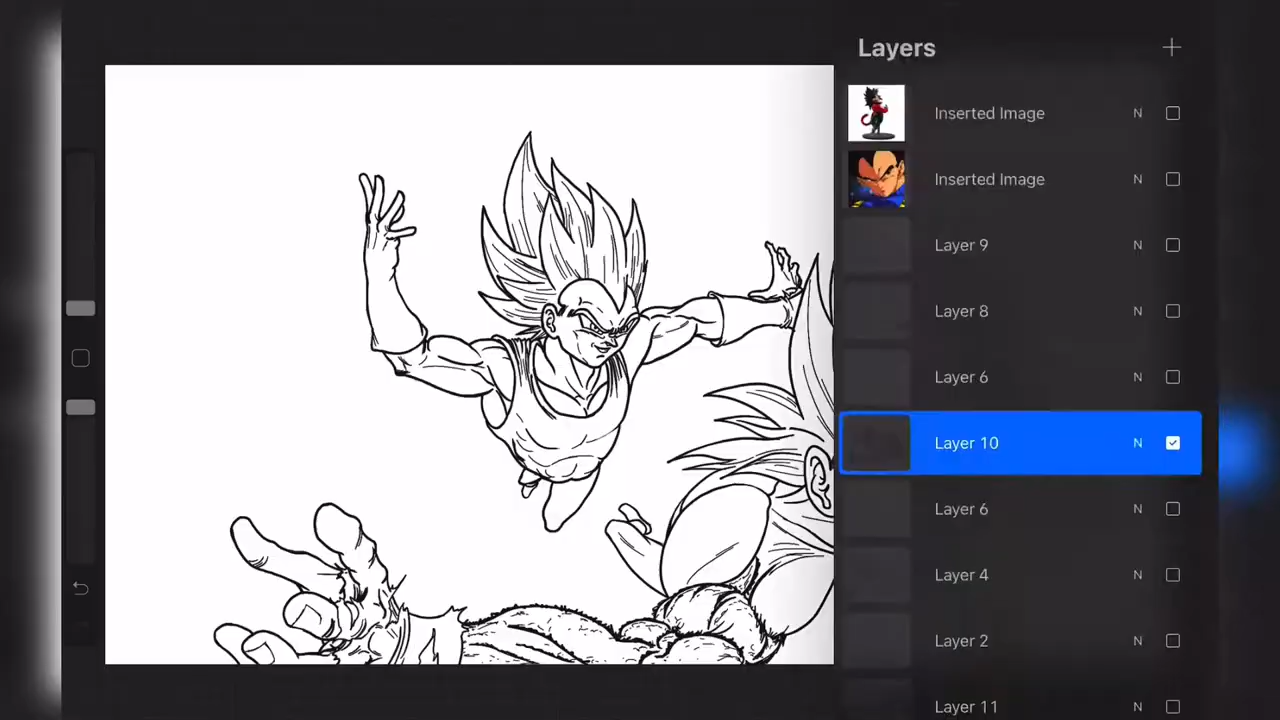 Layers
Inserted Image N
Inserted Image N
Layer 9 N
Layer 8 N
Layer 6 N
Layer 10 N
Layer 6 N
Layer 4 N
Layer 2 N
Layer 11 N